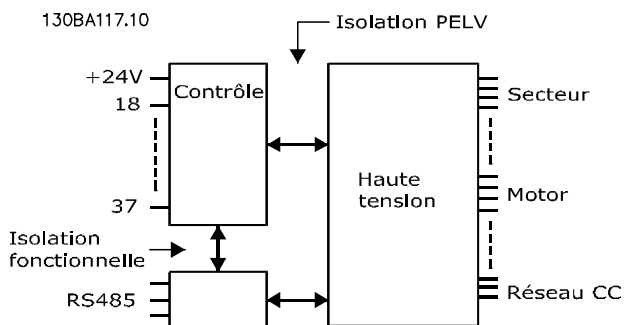 130BA117.10
Isolation PELV
+24V
Contrôle
18
37
Haute
tension
Secteur
Motor
Réseau CC
Isolation
fonctionnelle
RS485